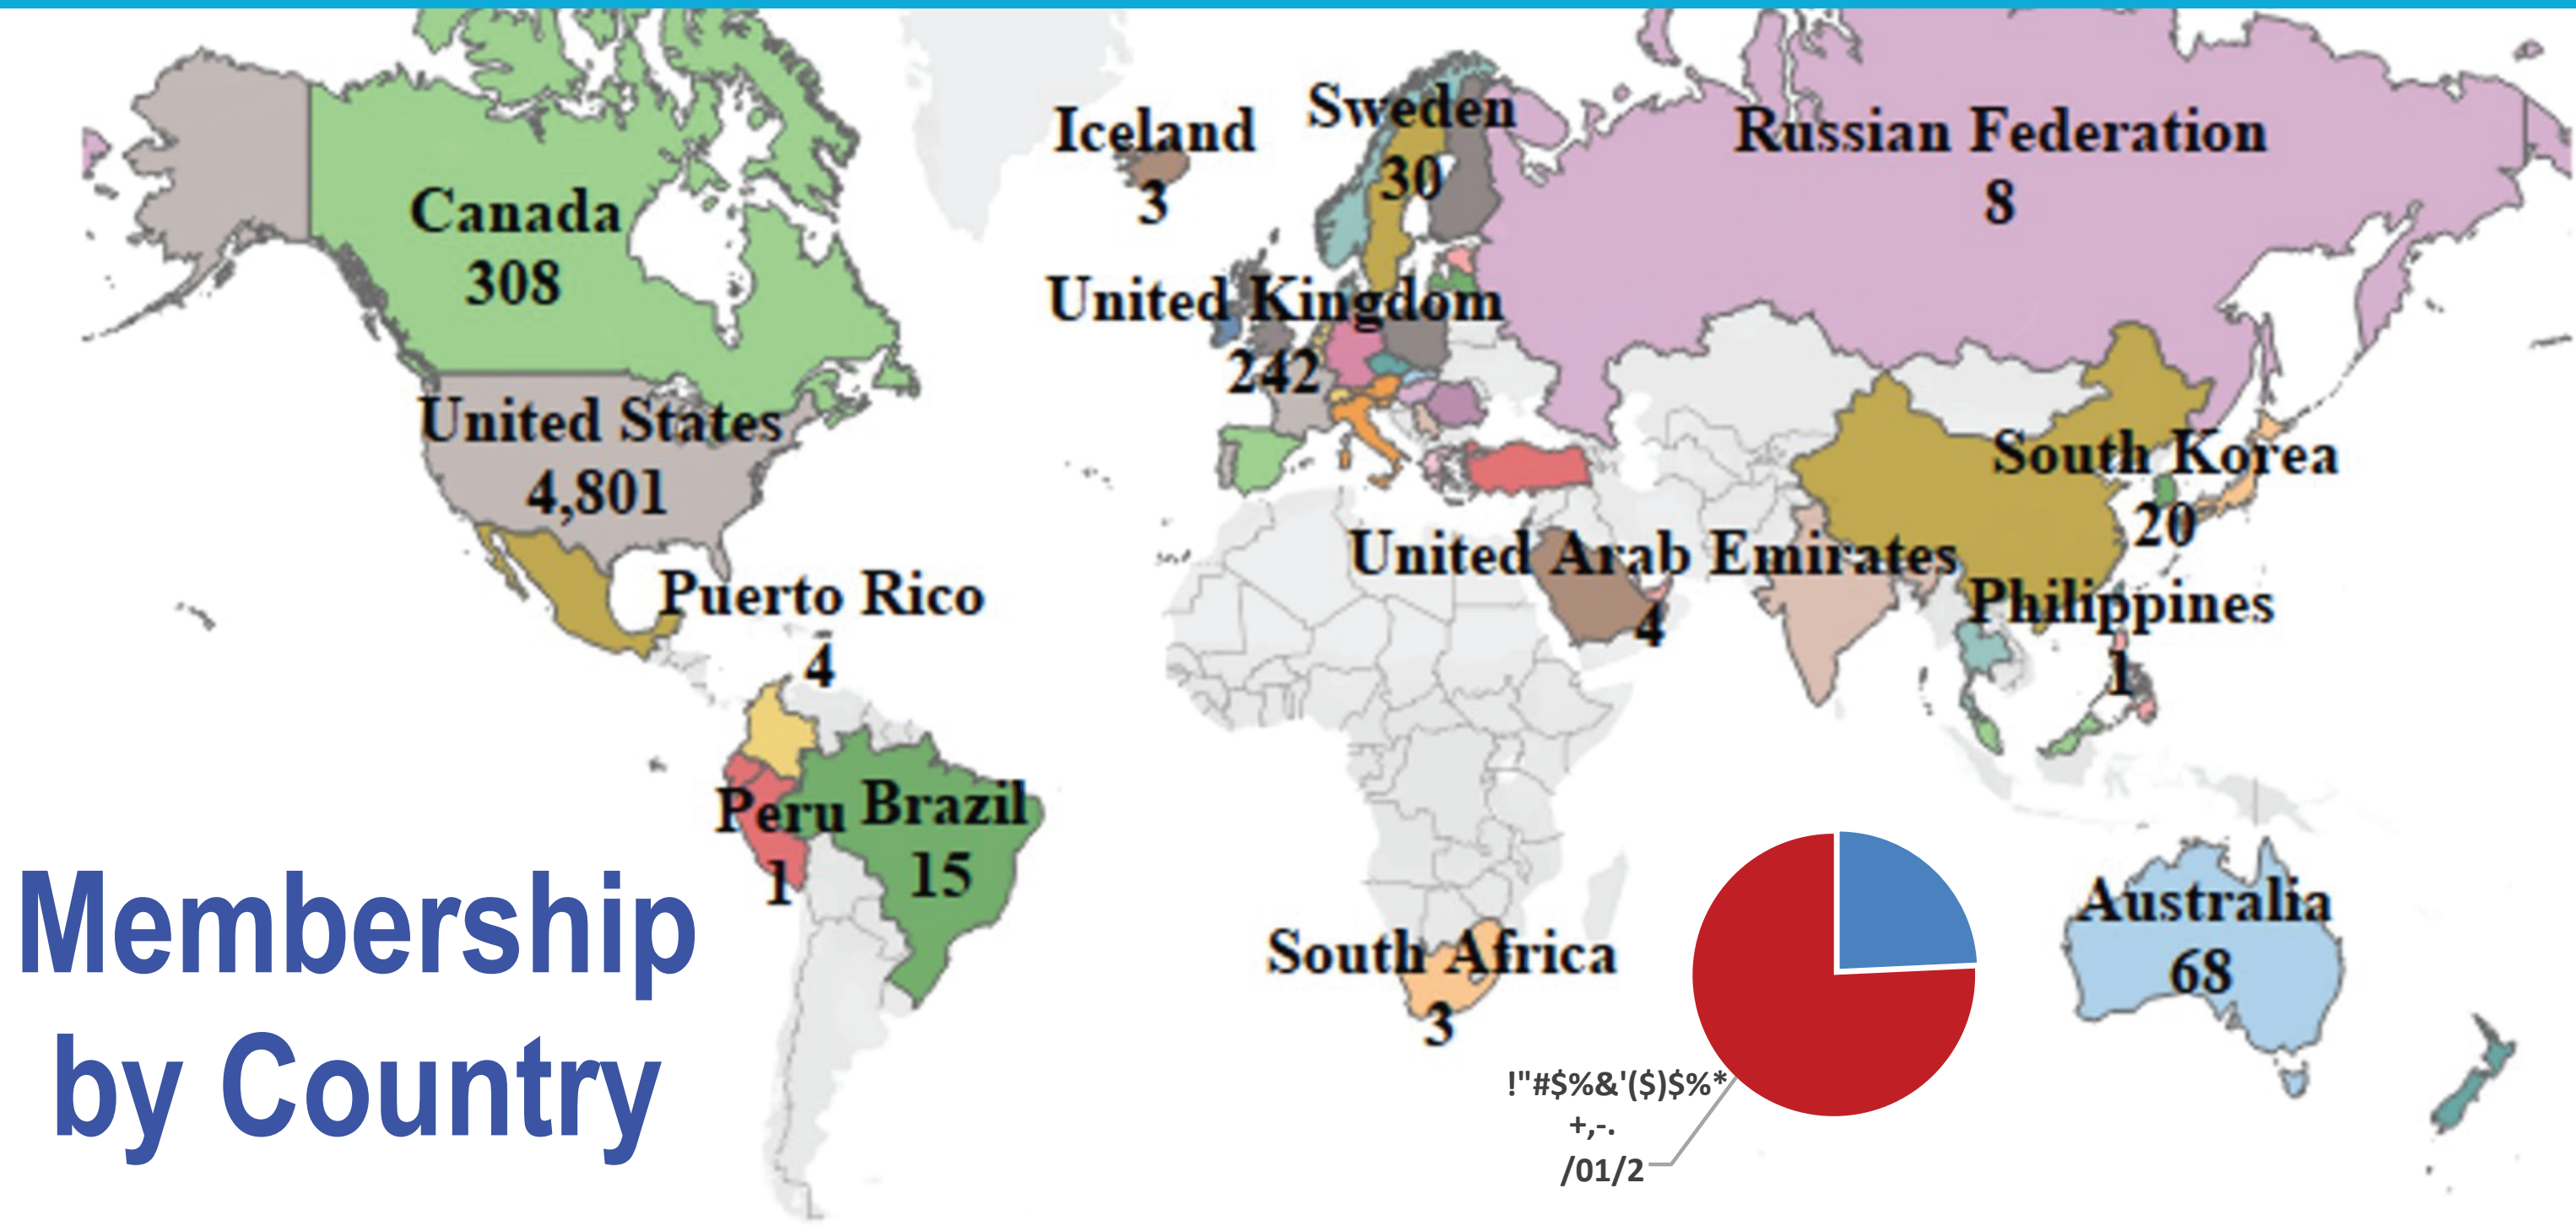 Canada
308
United States
4,801
Puerto Rico
4
Peru
1
Brazil
15
Iceland
3
Sweden
30
Russian Federation
8
United Kingdom
242
South Korea
20
United Arab Emirates
4
Philippines
1
South Africa
3
Australia
68
Membership
by Country
!"#$%&'($)$%*
+,-.
/01/2